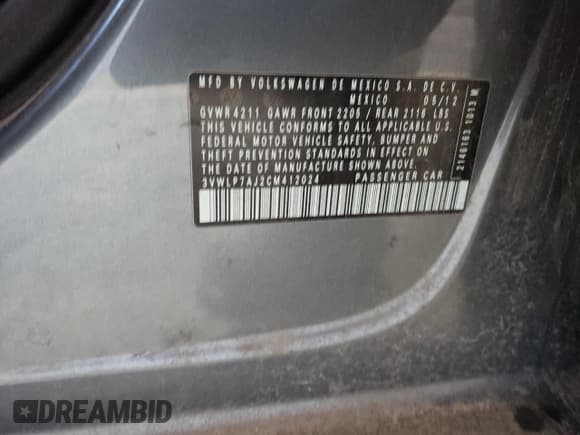 MFD BY VOLKSWAGEN DE MEXICO S.A. DE C.V.
MEXICO 05/12
GVWR 4211 GAWR FRONT 2205 / REAR 2116 LBS
THIS VEHICLE CONFORMS TO ALL APPLICABLE U.S.
FEDERAL MOTOR VEHICLE SAFETY, BUMPER AND
THEFT PREVENTION STANDARDS IN EFFECT ON
THE DATE OF MANUFACTURE SHOWN ABOVE.
3VWLP7AJ2CM412024 PASSENGER CAR
2146163 1013 M
DREAMBID